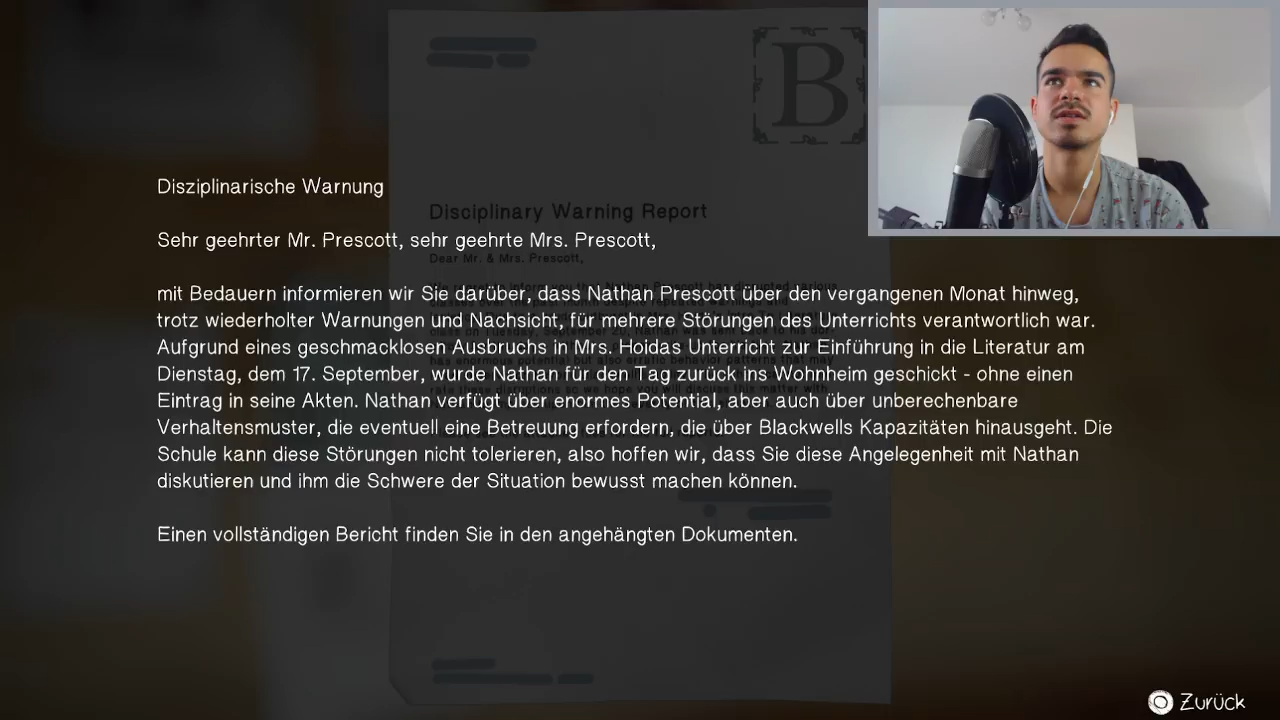 B
Disziplinarische Warnung
Disciplinary Warning Report
Sehr geehrter Mr. Prescott, sehr geehrte Mrs. Prescott,
Dear Mr. & Mrs. Prescott,
mit Bedauern informieren wir Sie darüber, dass Nathan Prescott über den vergangenen Monat hinweg,
trotz wiederholter Warnungen und Nachsicht, für mehrere Störungen des Unterrichts verantwortlich war.
Aufgrund eines geschmacklosen Ausbruchs in Mrs. Hoidas Unterricht zur Einführung in die Literatur am
Dienstag, dem 17. September, wurde Nathan für den Tag zurück ins Wohnheim geschickt - ohne einen
Eintrag in seine Akten. Nathan verfügt über enormes Potential, aber auch über unberechenbare
Verhaltensmuster, die eventuell eine Betreuung erfordern, die über Blackwells Kapazitäten hinausgeht. Die
Schule kann diese Störungen nicht tolerieren, also hoffen wir, dass Sie diese Angelegenheit mit Nathan
diskutieren und ihm die Schwere der Situation bewusst machen können.
Einen vollständigen Bericht finden Sie in den angehängten Dokumenten.
Zurück